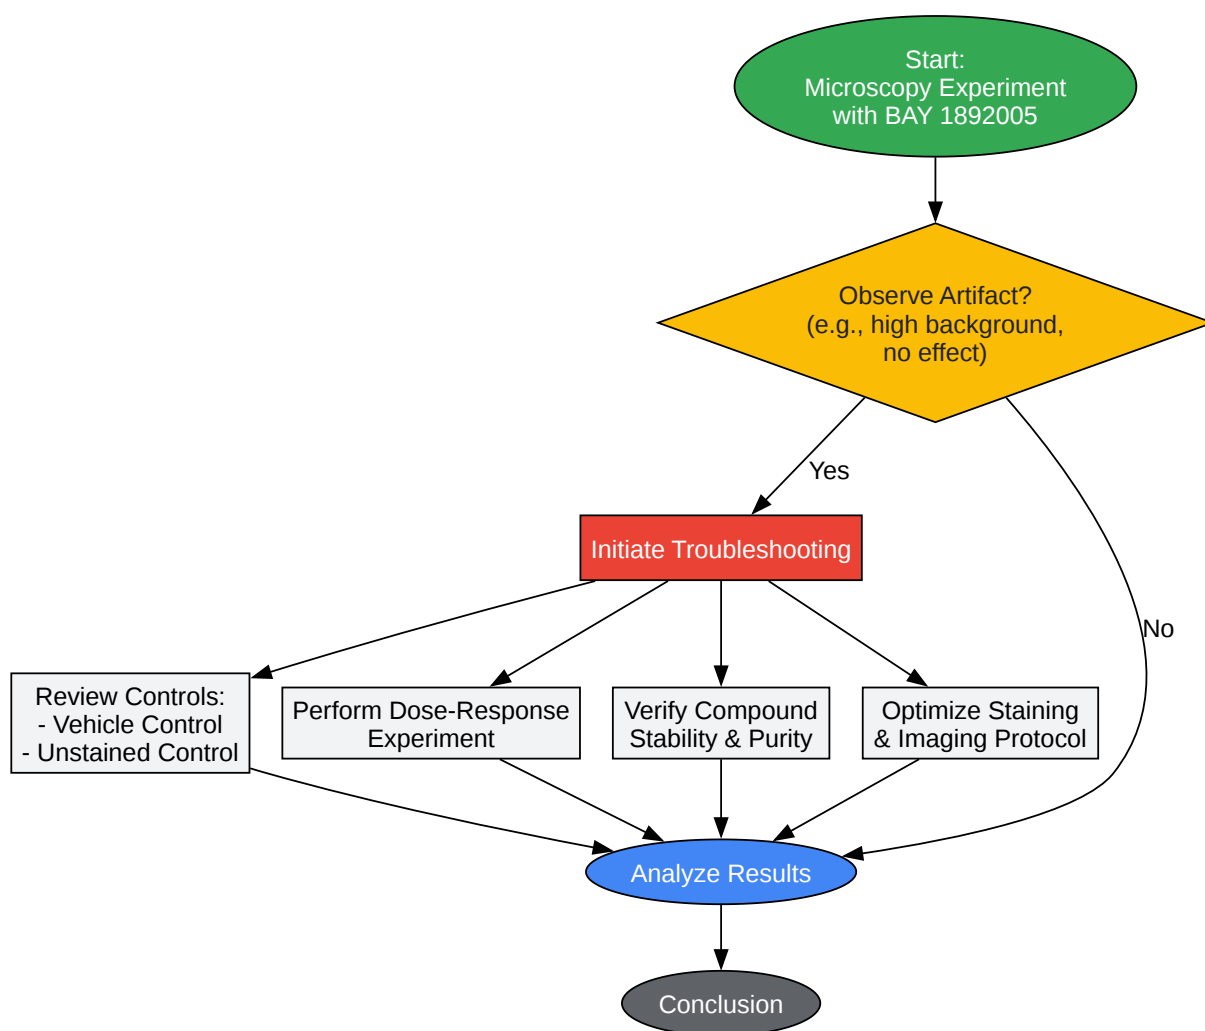 Start:
Microscopy Experiment
with BAY 1892005
Observe Artifact?
(e.g., high background,
no effect)
Yes
Initiate Troubleshooting
No
Review Controls:
- Vehicle Control
- Unstained Control
Perform Dose-Response
Experiment
Verify Compound
Stability & Purity
Optimize Staining
& Imaging Protocol
Analyze Results
Conclusion